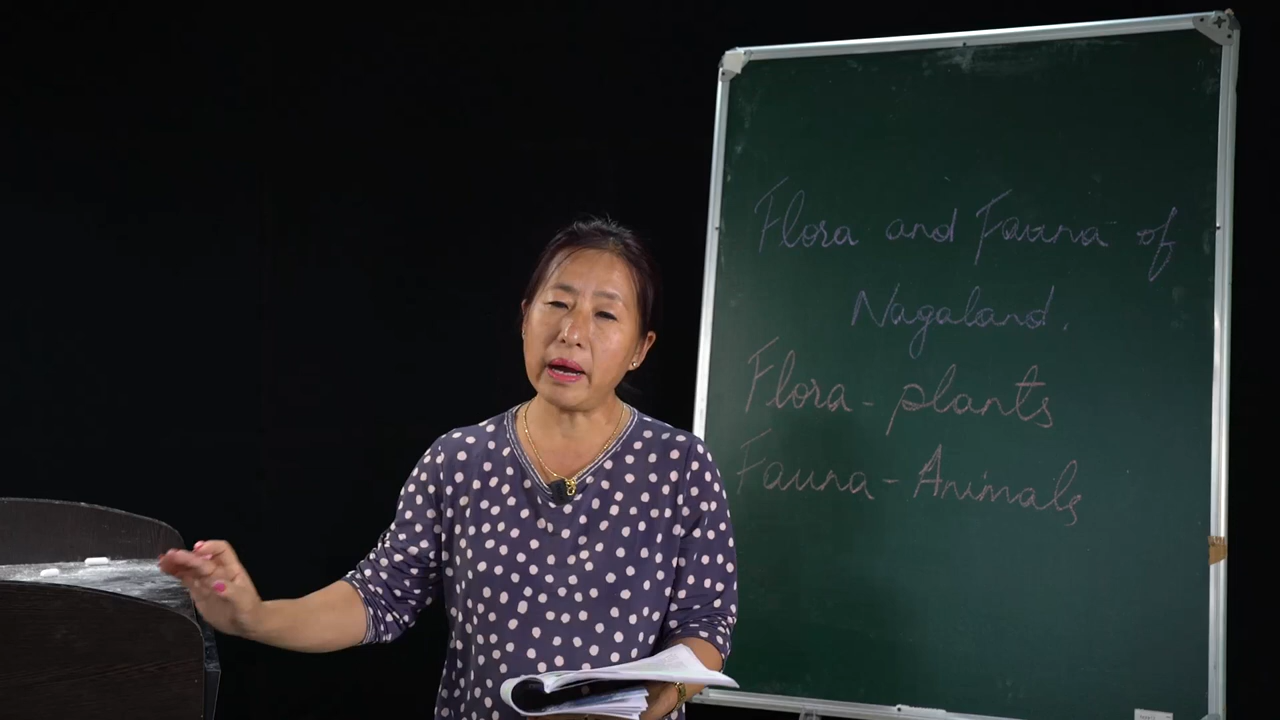 Flora and Fauna of
Nagaland.
Flora - plants
Fauna - Animals